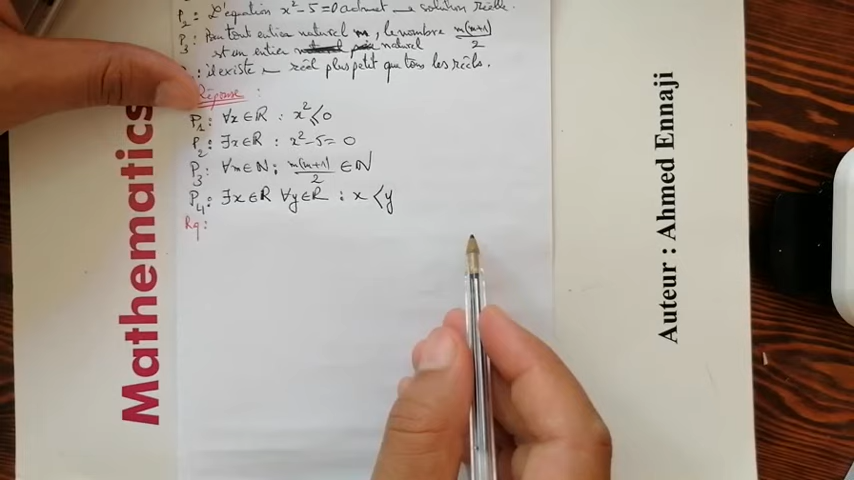 P2 : L'équation x²-5=0 admet une solution réelle.
P3 : Pour tout entier naturel n, le nombre n(n+1)/2
est un entier naturel
: il existe un réel plus petit que tous les réels.
Réponse :
P1 : ∀x∈ℝ : x²⩽0
P2 : ∃x∈ℝ : x²-5=0
P3 : ∀n∈ℕ ; n(n+1)/2 ∈ℕ
P4 : ∃x∈ℝ ∀y∈ℝ : x<y
Rq :
Mathematics
Auteur : Ahmed Ennaji